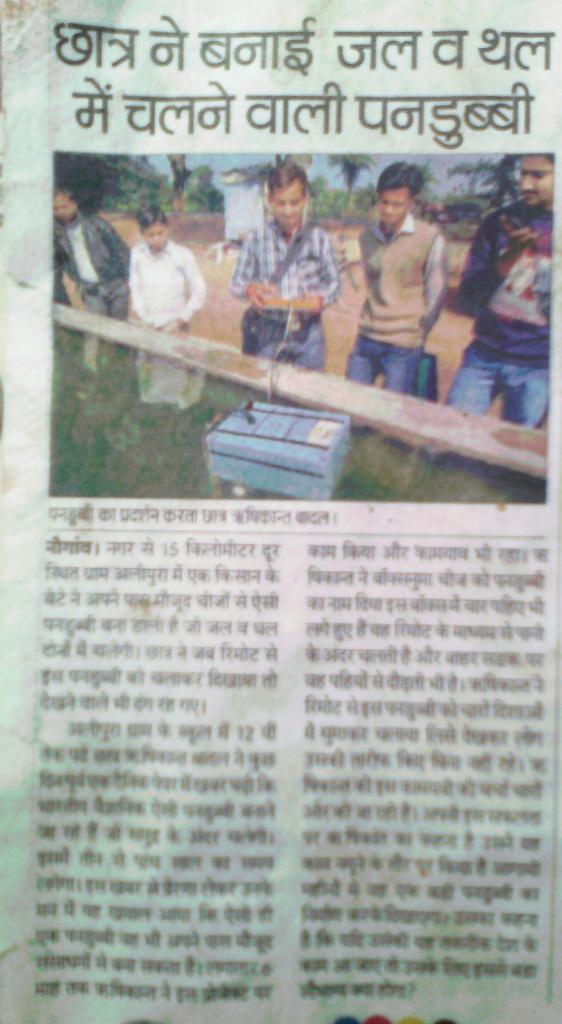 छात्र ने बनाई जल व थल
में चलने वाली पनडुब्बी
पनडुब्बी का प्रदर्शन करता छात्र ऋषिकान्त बादल।
नौगांव। नगर से 15 किलोमीटर दूर
स्थित ग्राम अलीपुरा में एक किसान के
बेटे ने अपने पास मौजूद चीजों से ऐसी
पनडुब्बी बना डाली है जो जल व थल
दोनों में चलेगी। छात्र ने जब रिमोट से
इस पनडुब्बी को चलाकर दिखाया तो
देखने वाले भी दंग रह गए।
अलीपुरा ग्राम के स्कूल में 12 वीं
तक पढे छात्र ऋषिकान्त बादल ने कुछ
दिन पूर्व एक दैनिक पेपर में खबर पढ़ी कि
भारतीय वैज्ञानिक ऐसी पनडुब्बी बनाने
जा रहे हैं जो समुद्र के अंदर चलेगी।
इसमें तीन से पांच साल का समय
लगेगा। इस खबर से प्रेरणा लेकर उसके
मन में यह ख्याल आया कि ऐसी ही
एक पनडुब्बी वह भी अपने पास मौजूद
संसाधनों से बना सकता है। लगातार 6
माह तक ऋषिकान्त ने इस प्रोजेक्ट पर
काम किया और कामयाब भी रहा। ऋ
षिकान्त ने बॉक्सनुमा चीज को पनडुब्बी
का नाम दिया इस बॉक्स में चार पहिए भी
लगे हुए हैं यह रिमोट के माध्यम से पानी
के अंदर चलती है और बाहर सडक पर
वह पहियों से दौड़ती भी है। ऋषिकान्त ने
रिमोट से इस पनडुब्बी को चारों दिशाओं
में घुमाकर चलाया जिसे देखकर लोग
उसकी तारीफ किए बिना नहीं रहे। ऋ
षिकान्त की इस कामयाबी की चर्चा चारों
ओर की जा रही है। अपनी इस सफलता
पर ऋषिकांत का कहना है उसने यह
काम नमूने के तौर पर किया है आगामी
महीनों में वह एक बड़ी पनडुब्बी का
निर्माण करके दिखाएगा। उसका कहना
है कि यदि उसकी यह तकनीक देश के
काम आ जाए तो उसके लिए इससे बडा
सौभाग्य क्या होगा?